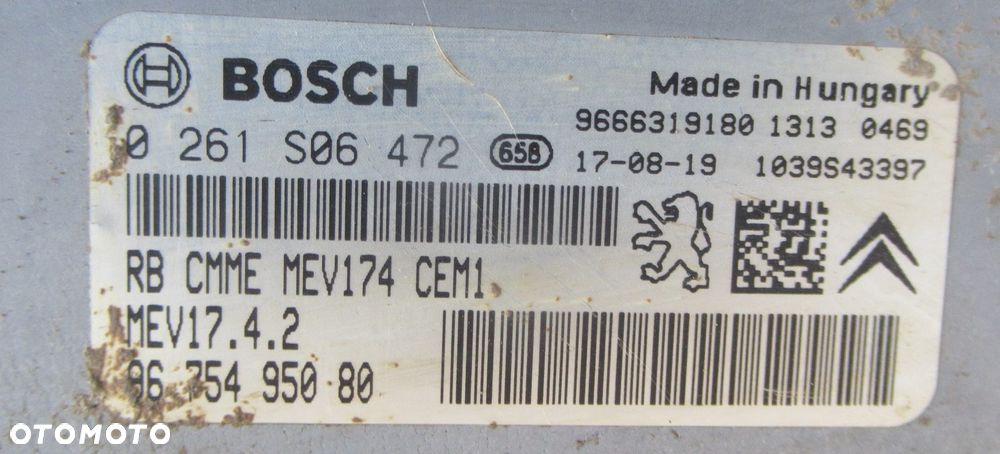 BOSCH
Made in Hungary
9666319180 1313 0469
0 261 S06 472 658
17-08-19 1039S43397
RB CMME MEV174 CEM1
MEV17.4.2
96 754 950 80
OTOMOTO